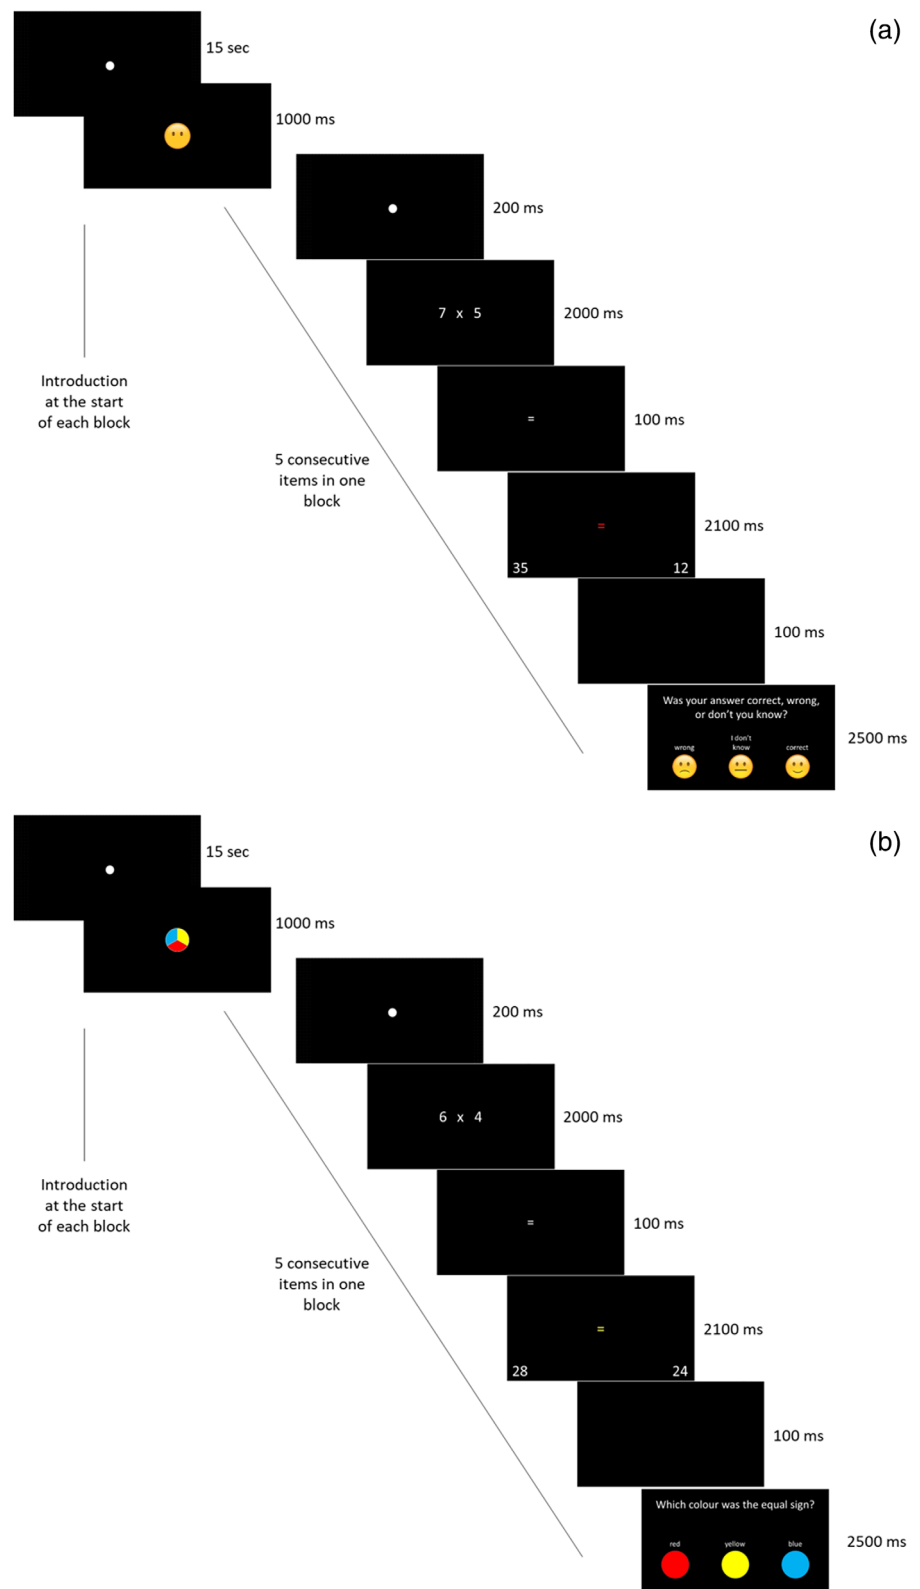 (a)
15 sec
1000 ms
200 ms
7 x 5
2000 ms
=
100 ms
=
35 12
2100 ms
100 ms
Was your answer correct, wrong,
or don't you know?
wrong
I don't
know
correct
2500 ms
Introduction
at the start
of each block
5 consecutive
items in one
block
(b)
15 sec
1000 ms
200 ms
6 x 4
2000 ms
=
100 ms
=
28 24
2100 ms
100 ms
Which colour was the equal sign?
red yellow blue
2500 ms
Introduction
at the start
of each block
5 consecutive
items in one
block